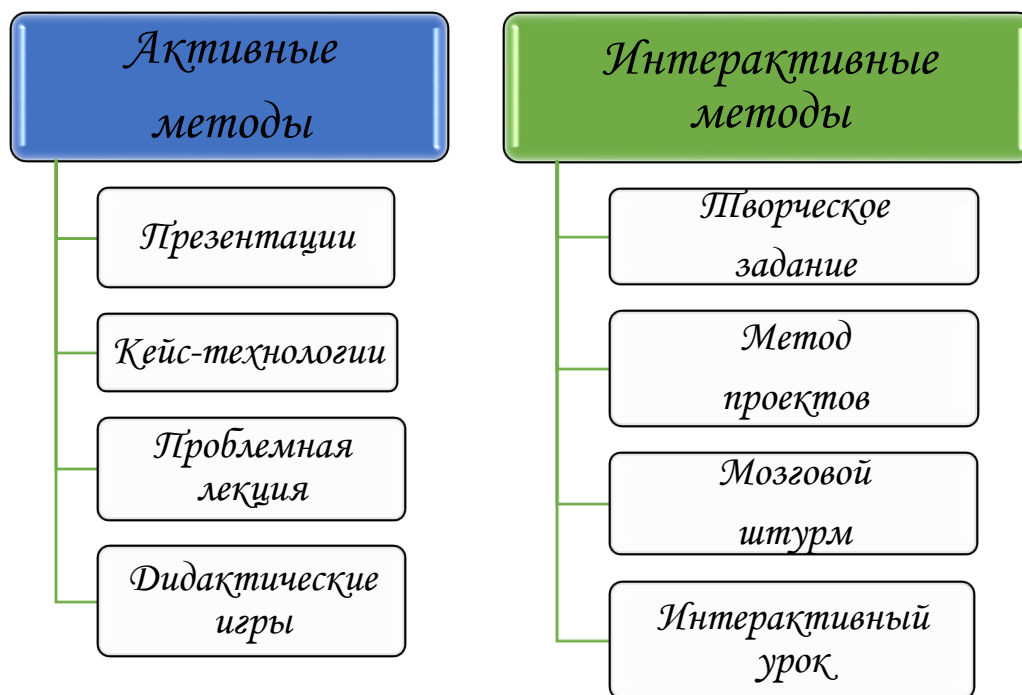 Активные
методы
Презентации
Кейс-технологии
Проблемная
лекция
Дидактические
игры
Интерактивные
методы
Творческое
задание
Метод
проектов
Мозговой
штурм
Интерактивный
урок